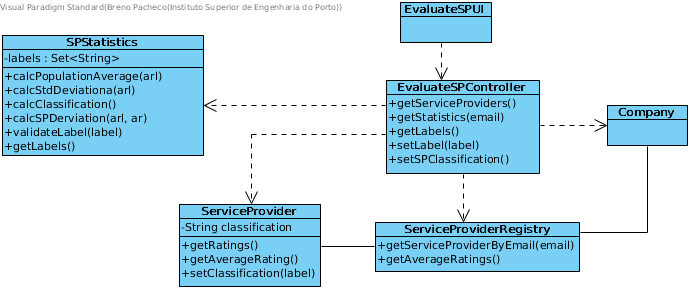 Visual Paradigm Standard(Breno Pacheco(Instituto Superior de Engenharia do Porto))
EvaluateSPUI
SPStatistics
-labels : Set<String>
+calcPopulationAverage(arl)
+calcStdDeviationa(arl)
+calcClassification()
+calcSPDerviation(arl, ar)
+validateLabel(label)
+getLabels()
EvaluateSPController
+getServiceProviders()
+getStatistics(email)
+getLabels()
+setLabel(label)
+setSPClassification()
Company
ServiceProvider
-String classification
+getRatings()
+getAverageRating()
+setClassification(label)
ServiceProviderRegistry
+getServiceProviderByEmail(email)
+getAverageRatings()